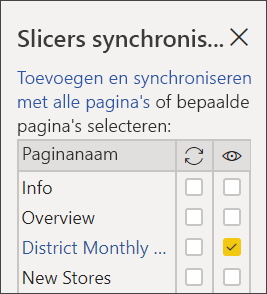 Slicers synchronis...
Toevoegen en synchroniseren
met alle pagina's of bepaalde
pagina's selecteren:
Paginanaam
Info
Overview
District Monthly ...
New Stores